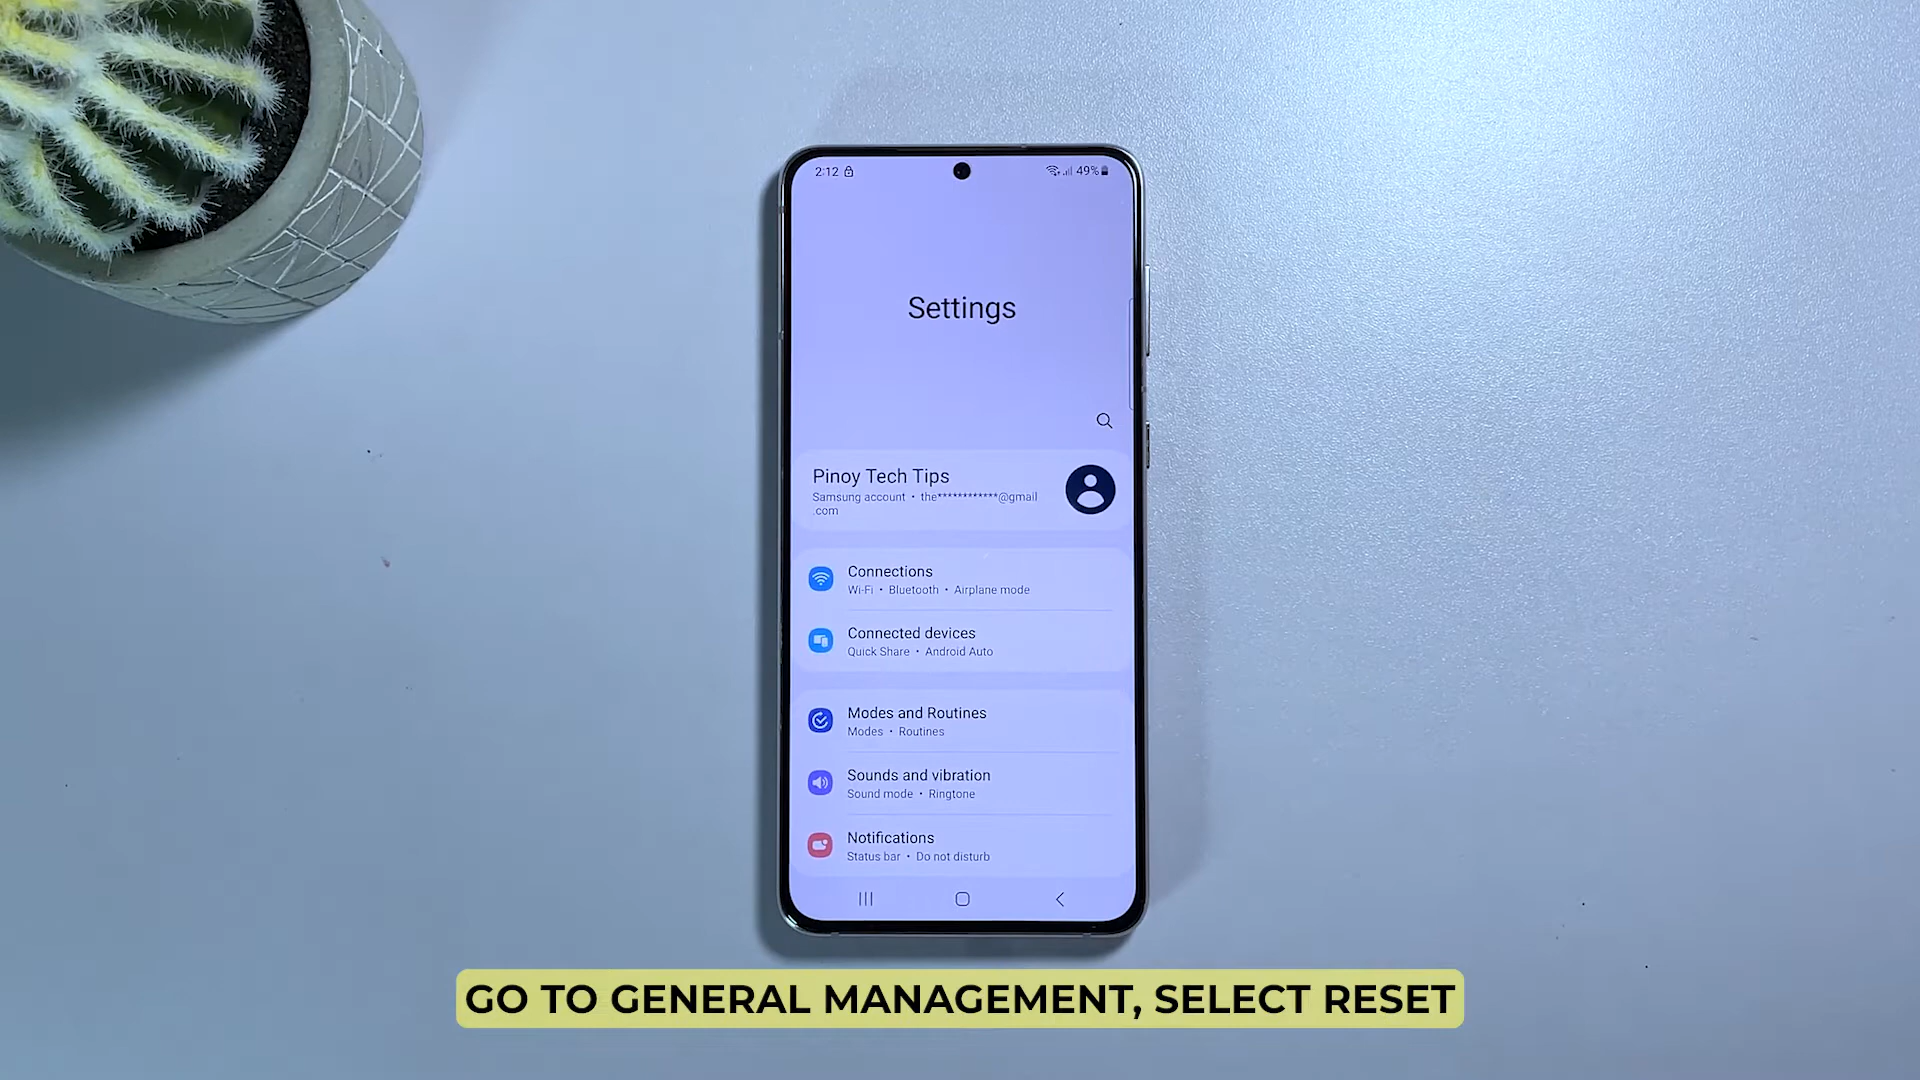 2:12
49%
Settings
Pinoy Tech Tips
Samsung account • the************@gmail
.com
Connections
Wi-Fi • Bluetooth • Airplane mode
Connected devices
Quick Share • Android Auto
Modes and Routines
Modes • Routines
Sounds and vibration
Sound mode • Ringtone
Notifications
Status bar • Do not disturb
GO TO GENERAL MANAGEMENT, SELECT RESET